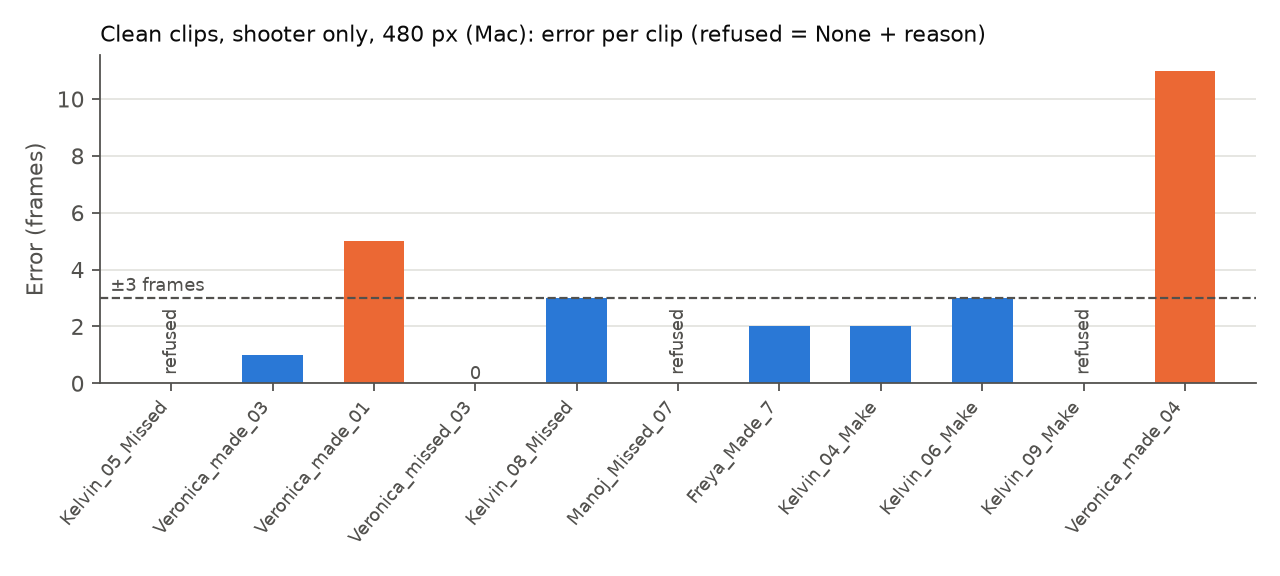 Clean clips, shooter only, 480 px (Mac): error per clip (refused = None + reason)
Error (frames)
10
8
6
4
2
0
±3 frames
refused
0
refused
refused
Kelvin_05_Missed
Veronica_made_03
Veronica_made_01
Veronica_missed_03
Kelvin_08_Missed
Manoj_Missed_07
Freya_Made_7
Kelvin_04_Make
Kelvin_06_Make
Kelvin_09_Make
Veronica_made_04